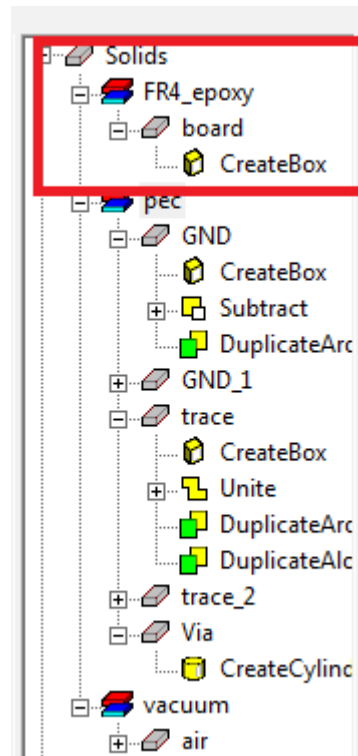 Solids
FR4_epoxy
board
CreateBox
pec
GND
CreateBox
Subtract
DuplicateArc
GND_1
trace
CreateBox
Unite
DuplicateArc
DuplicateAlc
trace_2
Via
CreateCylinc
vacuum
air